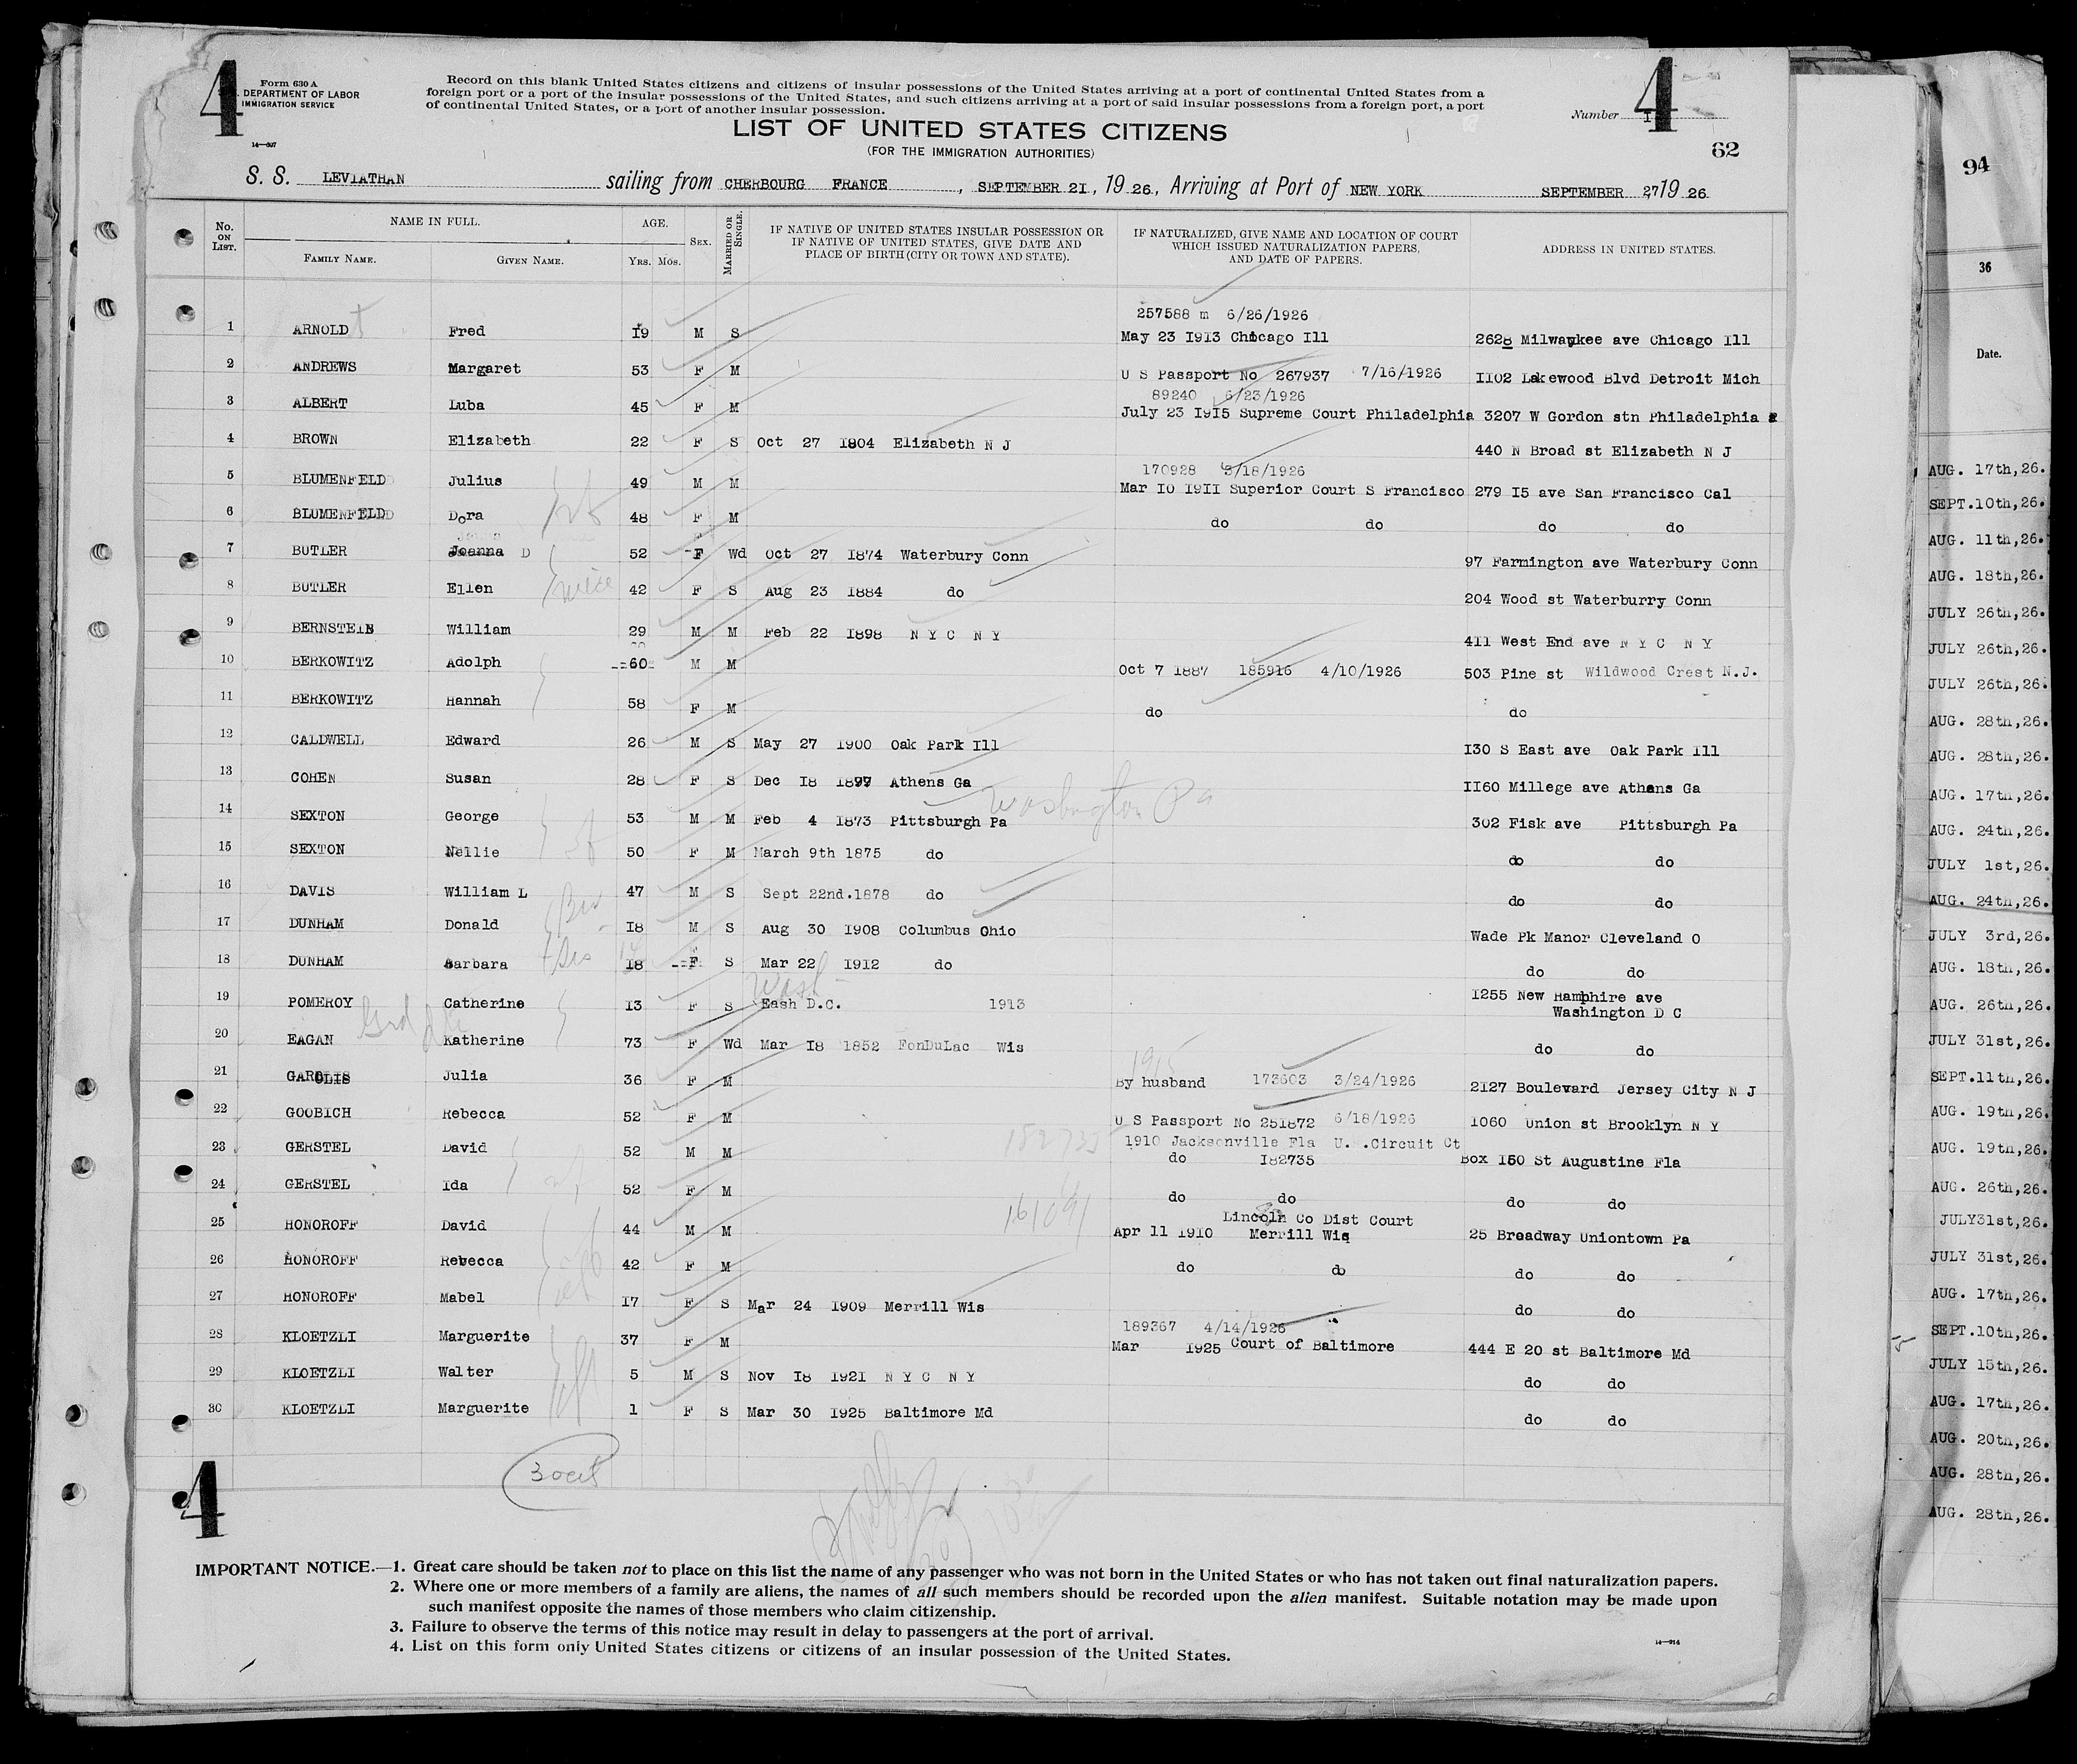 4
Form 630 A
DEPARTMENT OF LABOR
IMMIGRATION SERVICE
14—607
Record on this blank United States citizens and citizens of insular possessions of the United States arriving at a port of continental United States from a
foreign port or a port of the insular possessions of the United States, and such citizens arriving at a port of said insular possessions from a foreign port, a port
of continental United States, or a port of another insular possession.
LIST OF UNITED STATES CITIZENS
(FOR THE IMMIGRATION AUTHORITIES)
Number 4
62
S. S. LEVIATHAN sailing from CHERBOURG FRANCE, SEPTEMBER 21, 1926, Arriving at Port of NEW YORK SEPTEMBER 27 1926
No. ON LIST. NAME IN FULL. FAMILY NAME. GIVEN NAME. AGE. YRS. MOS. SEX. MARRIED OR SINGLE. IF NATIVE OF UNITED STATES INSULAR POSSESSION OR IF NATIVE OF UNITED STATES, GIVE DATE AND PLACE OF BIRTH (CITY OR TOWN AND STATE). IF NATURALIZED, GIVE NAME AND LOCATION OF COURT WHICH ISSUED NATURALIZATION PAPERS, AND DATE OF PAPERS. ADDRESS IN UNITED STATES.
257588 m 6/26/1926
1 ARNOLD Fred 19 M S May 23 1913 Chicago Ill 2628 Milwaukee ave Chicago Ill
2 ANDREWS Margaret 53 F M U S Passport No 267937 7/16/1926 1102 Lakewood Blvd Detroit Mich
89240 6/23/1926
3 ALBERT Luba 45 F M July 23 1915 Supreme Court Philadelphia 3207 W Gordon stn Philadelphia
4 BROWN Elizabeth 22 F S Oct 27 1804 Elizabeth N J 440 N Broad st Elizabeth N J
170928 3/18/1926
5 BLUMENFELD Julius 49 M M Mar 10 1911 Superior Court S Francisco 279 15 ave San Francisco Cal
6 BLUMENFELD Dora 48 F M do do do do
7 BUTLER Joanna D 52 F Wd Oct 27 1874 Waterbury Conn 97 Farmington ave Waterbury Conn
8 BUTLER Ellen niece 42 F S Aug 23 1884 do 204 Wood st Waterburry Conn
9 BERNSTEIN William 29 M M Feb 22 1898 N Y C N Y 411 West End ave N Y C N Y
10 BERKOWITZ Adolph 60 M M Oct 7 1887 185916 4/10/1926 503 Pine st Wildwood Crest N.J.
11 BERKOWITZ Hannah 58 F M do do
12 CALDWELL Edward 26 M S May 27 1900 Oak Park Ill 130 S East ave Oak Park Ill
13 COHEN Susan 28 F S Dec 18 1897 Athens Ga 1160 Millege ave Athens Ga
Washington Pa
14 SEXTON George 53 M M Feb 4 1873 Pittsburgh Pa 302 Fisk ave Pittsburgh Pa
15 SEXTON Nellie 50 F M March 9th 1875 do do do
16 DAVIS William L 47 M S Sept 22nd.1878 do do do
17 DUNHAM Donald 18 M S Aug 30 1908 Columbus Ohio Wade Pk Manor Cleveland O
18 DUNHAM Barbara 18 F S Mar 22 1912 do do do
Wash
19 POMEROY Catherine 13 F S Eash D.C. 1913 1255 New Hamphire ave
Washington D C
20 EAGAN Katherine 73 F Wd Mar 18 1852 FonDuLac Wis do do
1915
21 GAROLIS Julia 36 F M By husband 173603 3/24/1926 2127 Boulevard Jersey City N J
22 GOOBICH Rebecca 52 F M U S Passport No 251872 6/18/1926 1060 Union st Brooklyn N Y
182735 1910 Jacksonville Fla U. .Circuit Ct
23 GERSTEL David 52 M M do 182735 Box 150 St Augustine Fla
24 GERSTEL Ida 52 F M do do do do
161091 Lincoln Co Dist Court
25 HONOROFF David 44 M M Apr 11 1910 Merrill Wis 25 Broadway Uniontown Pa
26 HONOROFF Rebecca 42 F M do do do do
27 HONOROFF Mabel 17 F S Mar 24 1909 Merrill Wis do do
189367 4/14/1926
28 KLOETZLI Marguerite 37 F M Mar 1925 Court of Baltimore 444 E 20 st Baltimore Md
29 KLOETZLI Walter 5 M S Nov 18 1921 N Y C N Y do do
30 KLOETZLI Marguerite 1 F S Mar 30 1925 Baltimore Md do do
4
IMPORTANT NOTICE.—1. Great care should be taken not to place on this list the name of any passenger who was not born in the United States or who has not taken out final naturalization papers.
2. Where one or more members of a family are aliens, the names of all such members should be recorded upon the alien manifest. Suitable notation may be made upon
such manifest opposite the names of those members who claim citizenship.
3. Failure to observe the terms of this notice may result in delay to passengers at the port of arrival.
4. List on this form only United States citizens or citizens of an insular possession of the United States.
14—914
94
36
Date.
AUG. 17th,26.
SEPT.10th,26.
AUG. 11th,26.
AUG. 18th,26.
JULY 26th,26.
JULY 26th,26.
JULY 26th,26.
AUG. 28th,26.
AUG. 28th,26.
AUG. 17th,26.
AUG. 24th,26.
JULY 1st,26.
AUG. 24th,26.
JULY 3rd,26.
AUG. 18th,26.
AUG. 26th,26.
JULY 31st,26.
SEPT.11th,26.
AUG. 19th,26.
AUG. 19th,26.
AUG. 26th,26.
JULY31st,26.
JULY 31st,26.
AUG. 17th,26.
SEPT.10th,26.
JULY 15th,26.
AUG. 17th,26.
AUG. 20th,26.
AUG. 28th,26.
AUG. 28th,26.